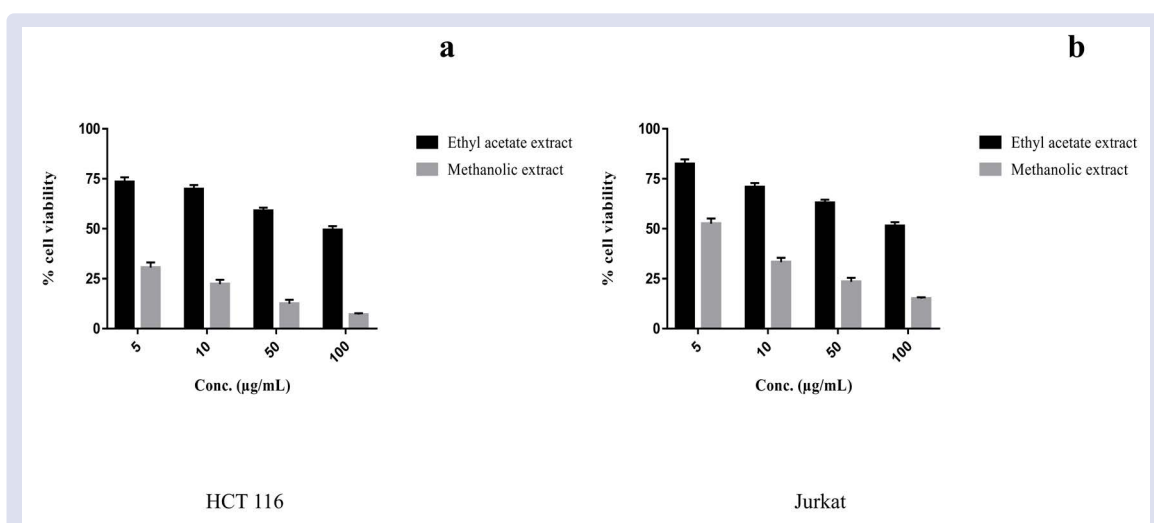 a
100
75
50
25
0
% cell viability
5
10
50
100
Conc. (µg/mL)
Ethyl acetate extract
Methanolic extract
HCT 116
b
100
75
50
25
0
% cell viability
5
10
50
100
Conc. (µg/mL)
Ethyl acetate extract
Methanolic extract
Jurkat